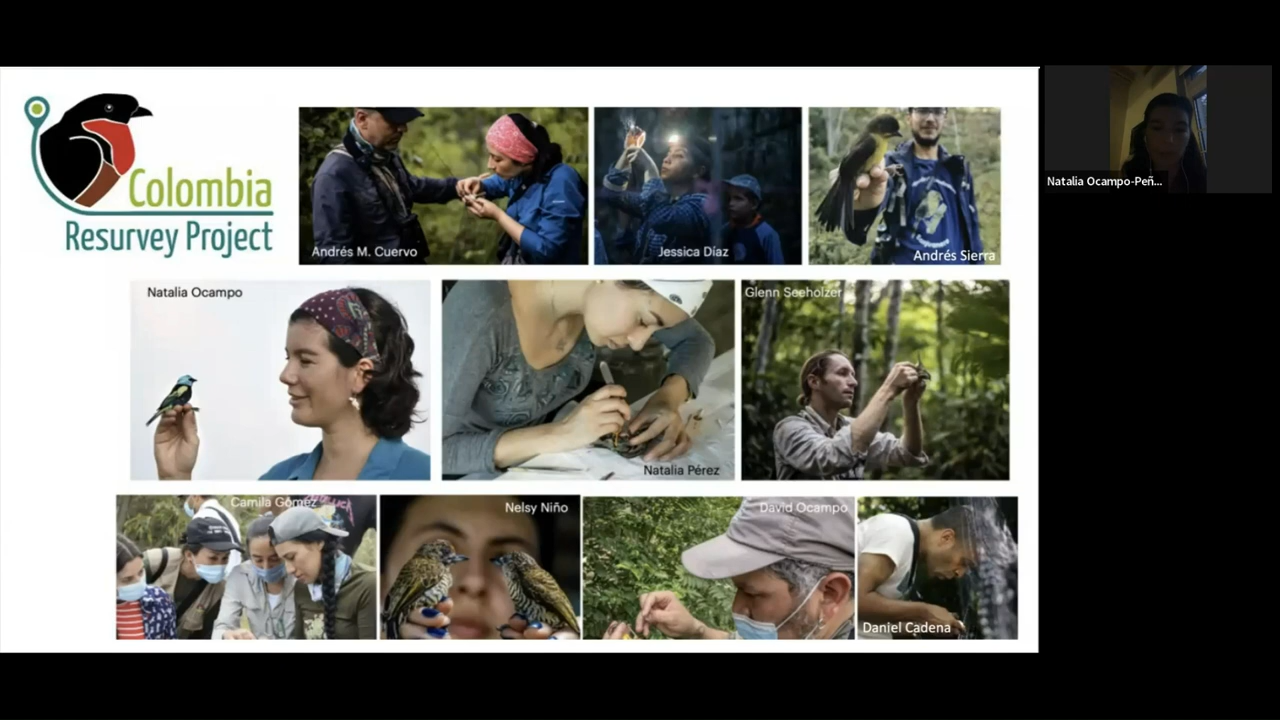 Colombia
Resurvey Project
Andrés M. Cuervo
Jessica Díaz
Andrés Sierra
Natalia Ocampo-Peñ...
Natalia Ocampo
Natalia Pérez
Glenn Seeholzer
Camila Gómez
Nelsy Niño
David Ocampo
Daniel Cadena